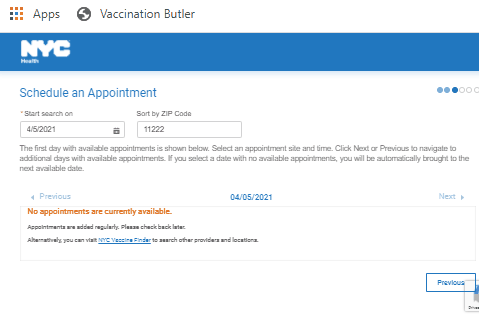 Apps Vaccination Butler
NYC
Health
Schedule an Appointment
*Start search on Sort by ZIP Code
4/5/2021 11222
The first day with available appointments is shown below. Select an appointment site and time. Click Next or Previous to navigate to
additional days with available appointments. If you select a date with no available appointments, you will be automatically brought to the
next available date.
Previous 04/05/2021 Next
No appointments are currently available.
Appointments are added regularly. Please check back later.
Alternatively, you can visit NYC Vaccine Finder to search other providers and locations.
Previous